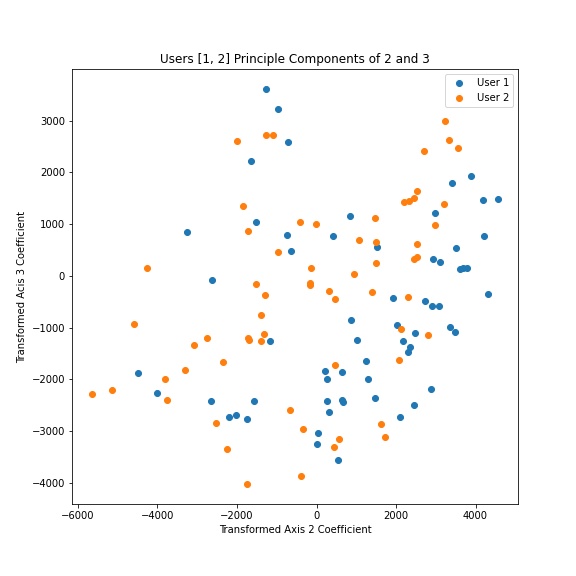 Users [1, 2] Principle Components of 2 and 3
User 1
User 2
Transformed Acis 3 Coefficient
3000
2000
1000
0
−1000
−2000
−3000
−4000
−6000 −4000 −2000 0 2000 4000
Transformed Axis 2 Coefficient